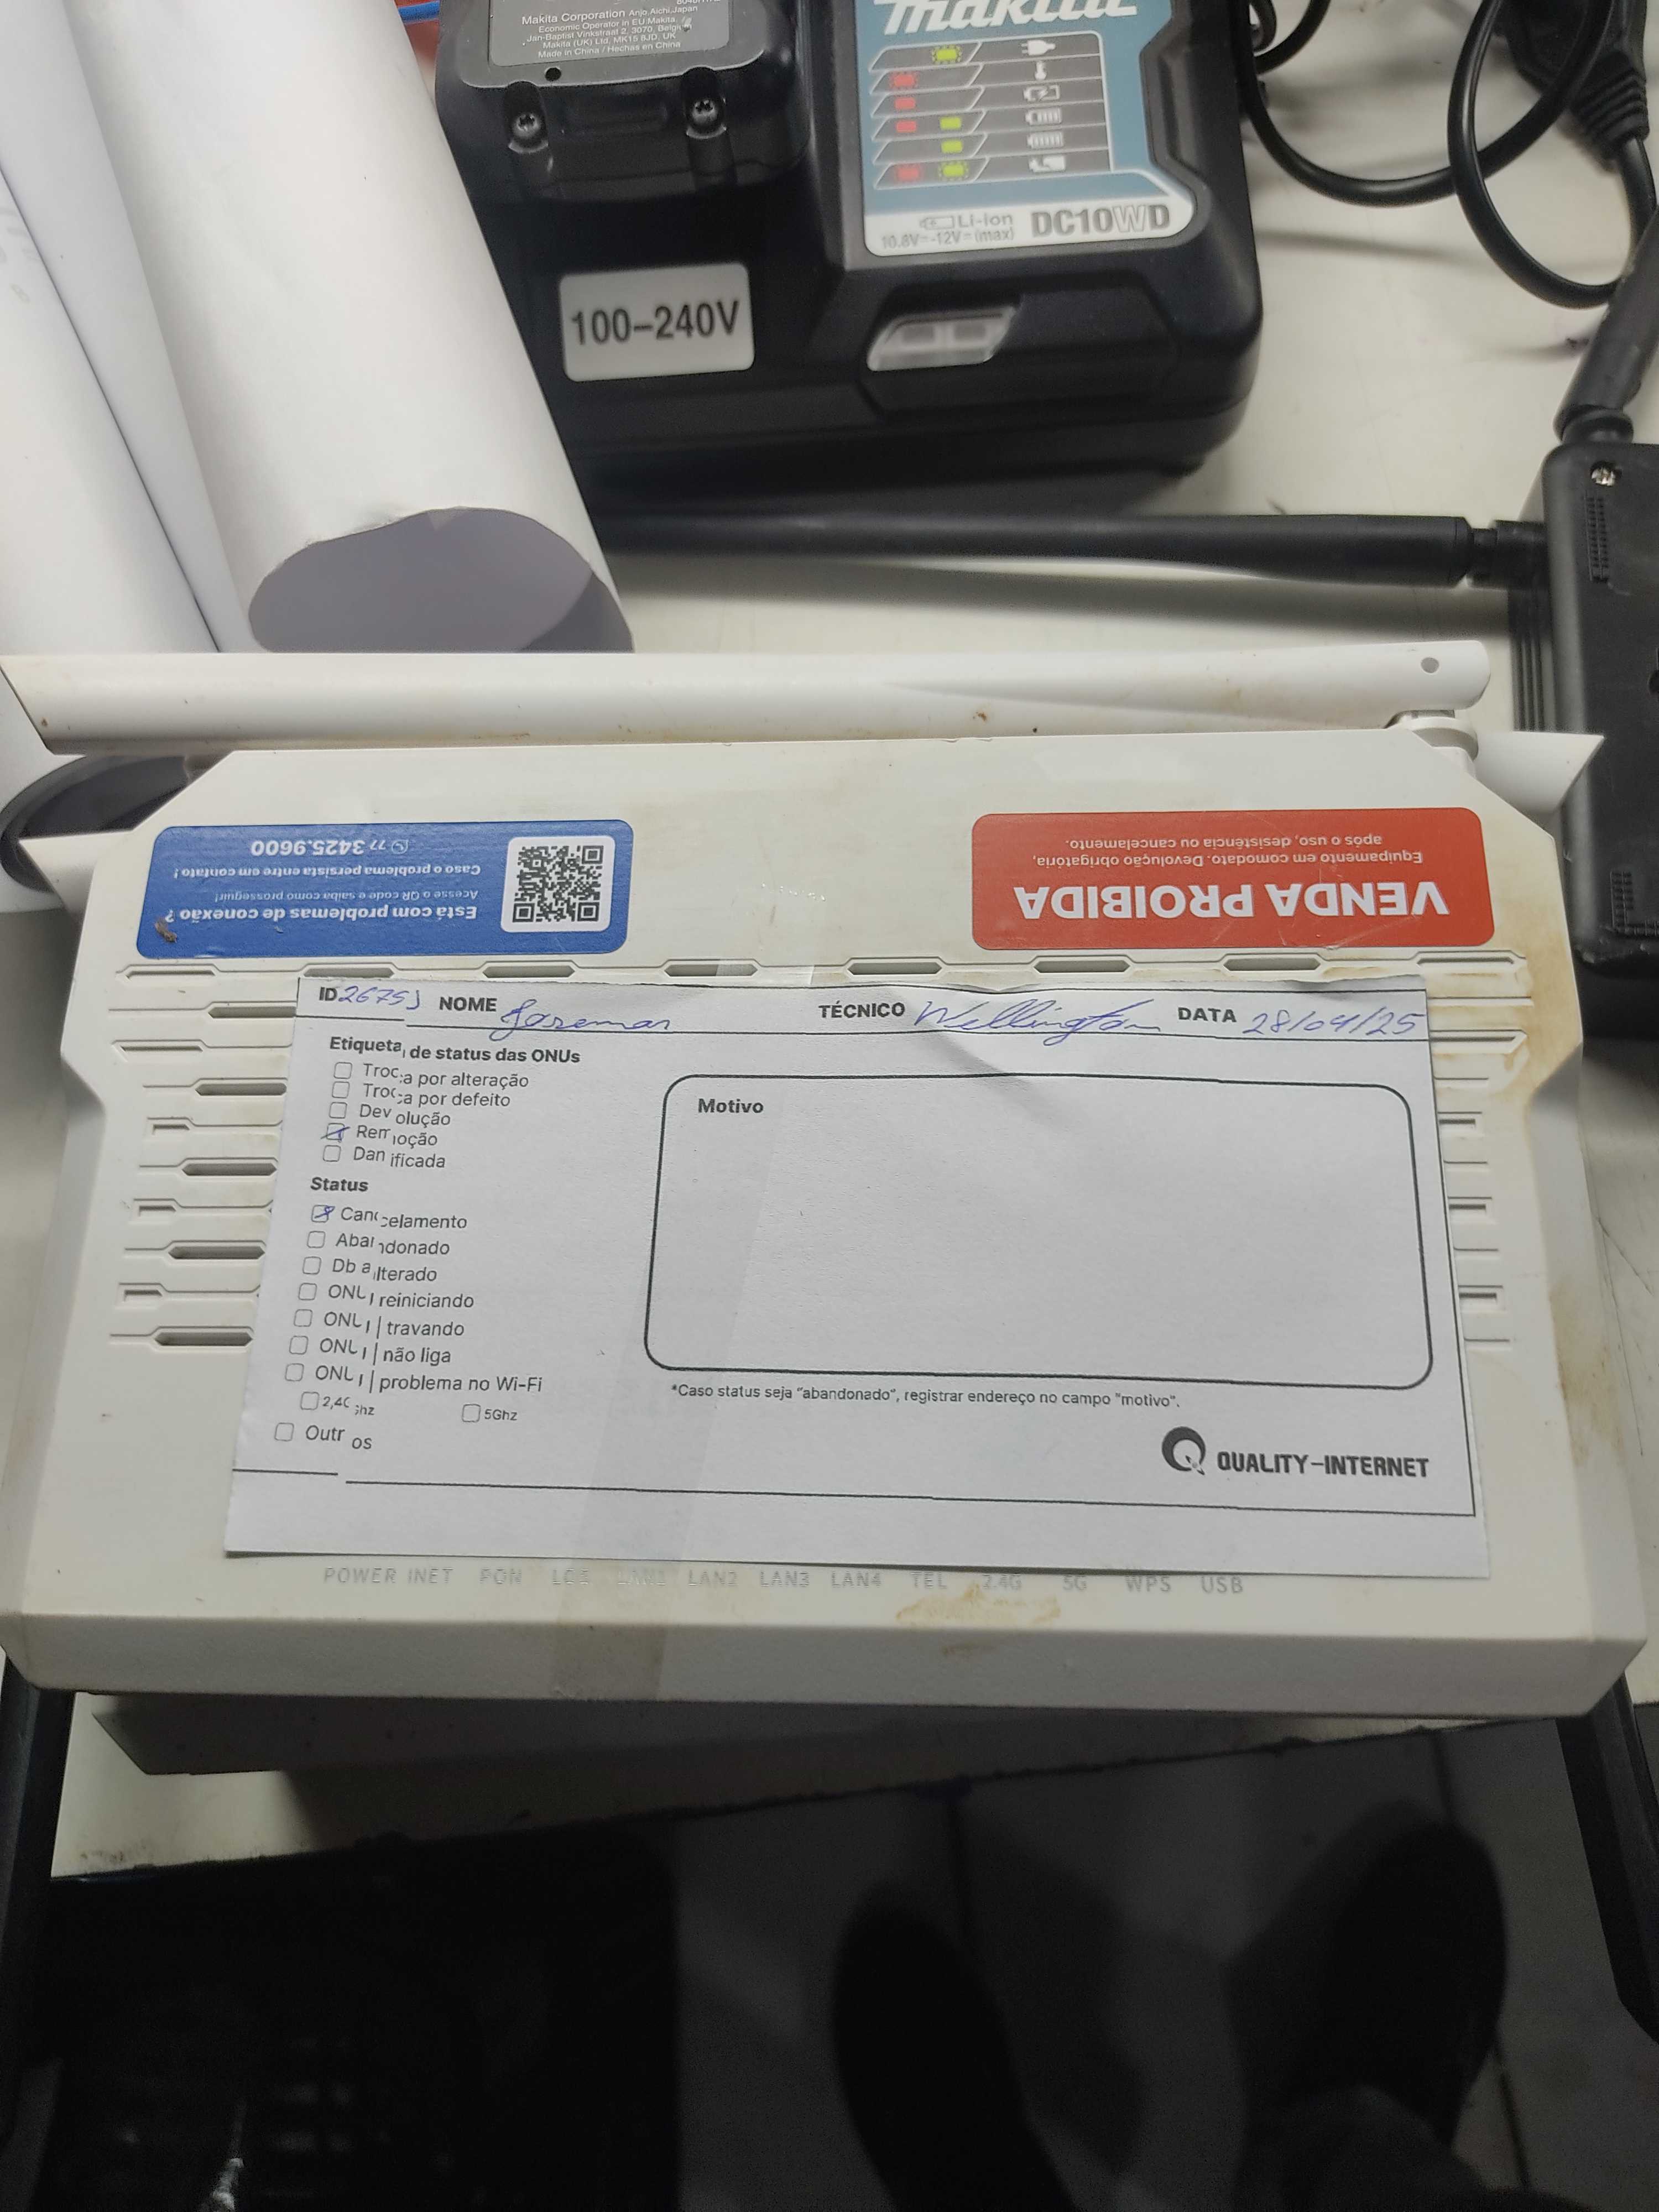 Makita Corporation Anjo, Aichi, Japan
Economic Operator in EU: Makita
Jan-Baptist Vinkstraat 2, 3070, Belgi
Makita (UK) Ltd. MK15 8JD, UK
Made in China / Hechas en China
makita
Li-ion
10.8V⎓-12V⎓(max)
DC10WD
100-240V
VENDA PROIBIDA
Equipamento em comodato. Devolução obrigatória,
após o uso, desistência ou cancelamento.
Está com problemas de conexão ?
Acesse o QR code e saiba como prosseguir!
Caso o problema persista entre em contato !
77 3425.9600
ID NOME Josemar TÉCNICO Wellington DATA 28/04/25
Etiqueta de status das ONUs
Troca por alteração
Troca por defeito
Devolução
Remoção
Danificada
Status
Cancelamento
Abandonado
Db alterado
ONU reiniciando
ONU | travando
ONU | não liga
ONU | problema no Wi-Fi
2,4Ghz 5Ghz
Outros
Motivo
*Caso status seja "abandonado", registrar endereço no campo "motivo".
QUALITY-INTERNET
POWER INET PON LOS LAN1 LAN2 LAN3 LAN4 TEL 2.4G 5G WPS USB